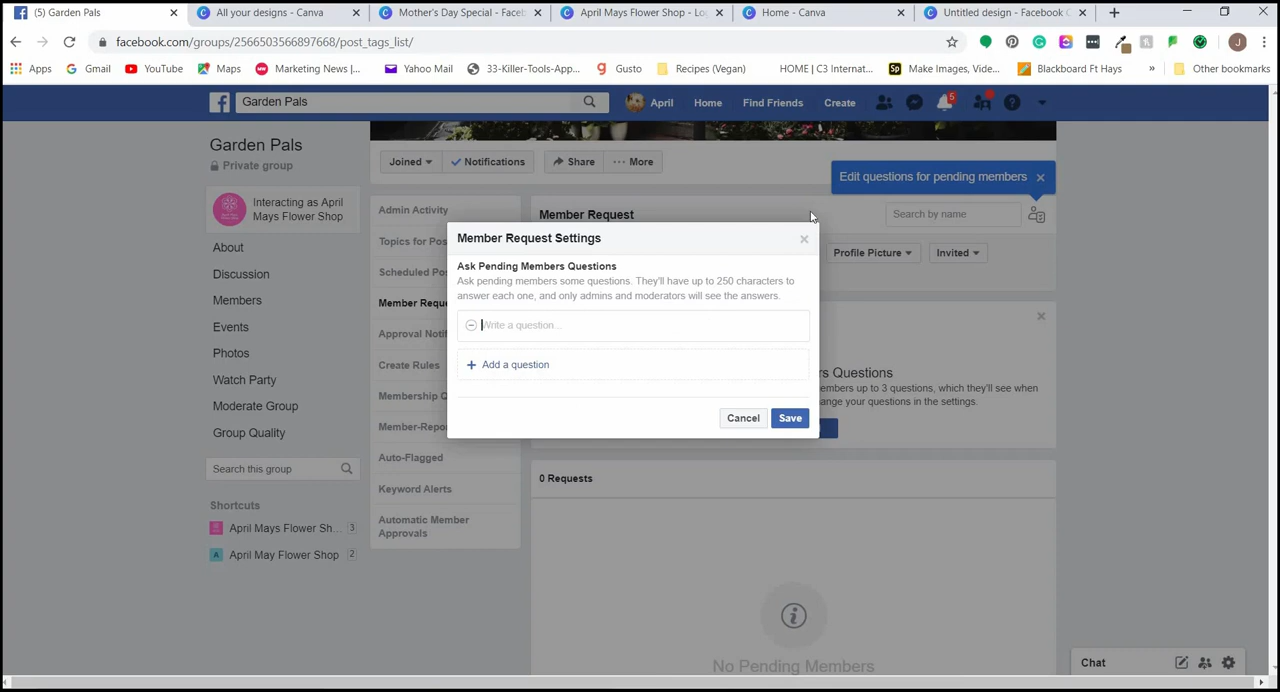 (5) Garden Pals
All your designs - Canva
Mother's Day Special - Faceb
April Mays Flower Shop - Lo
Home - Canva
Untitled design - Facebook C
facebook.com/groups/2566503566897668/post_tags_list/
J
Apps
Gmail
YouTube
Maps
Marketing News |...
Yahoo Mail
33-Killer-Tools-App...
Gusto
Recipes (Vegan)
HOME | C3 Internat...
Make Images, Vide...
Blackboard Ft Hays
»
Other bookmarks
Garden Pals
April
Home
Find Friends
Create
5
Garden Pals
Private group
Interacting as April
Mays Flower Shop
About
Discussion
Members
Events
Photos
Watch Party
Moderate Group
Group Quality
Search this group
Shortcuts
April Mays Flower Sh... 3
A April May Flower Shop 2
Joined
Notifications
Share
··· More
Edit questions for pending members
Admin Activity
Topics for Pos
Scheduled Pos
Member Reque
Approval Notif
Create Rules
Membership Q
Member-Repor
Auto-Flagged
Keyword Alerts
Automatic Member
Approvals
Member Request
Search by name
Profile Picture
Invited
Member Request Settings
Ask Pending Members Questions
Ask pending members some questions. They'll have up to 250 characters to
answer each one, and only admins and moderators will see the answers.
Write a question...
+ Add a question
Cancel
Save
rs Questions
embers up to 3 questions, which they'll see when
ange your questions in the settings.
0 Requests
No Pending Members
Chat